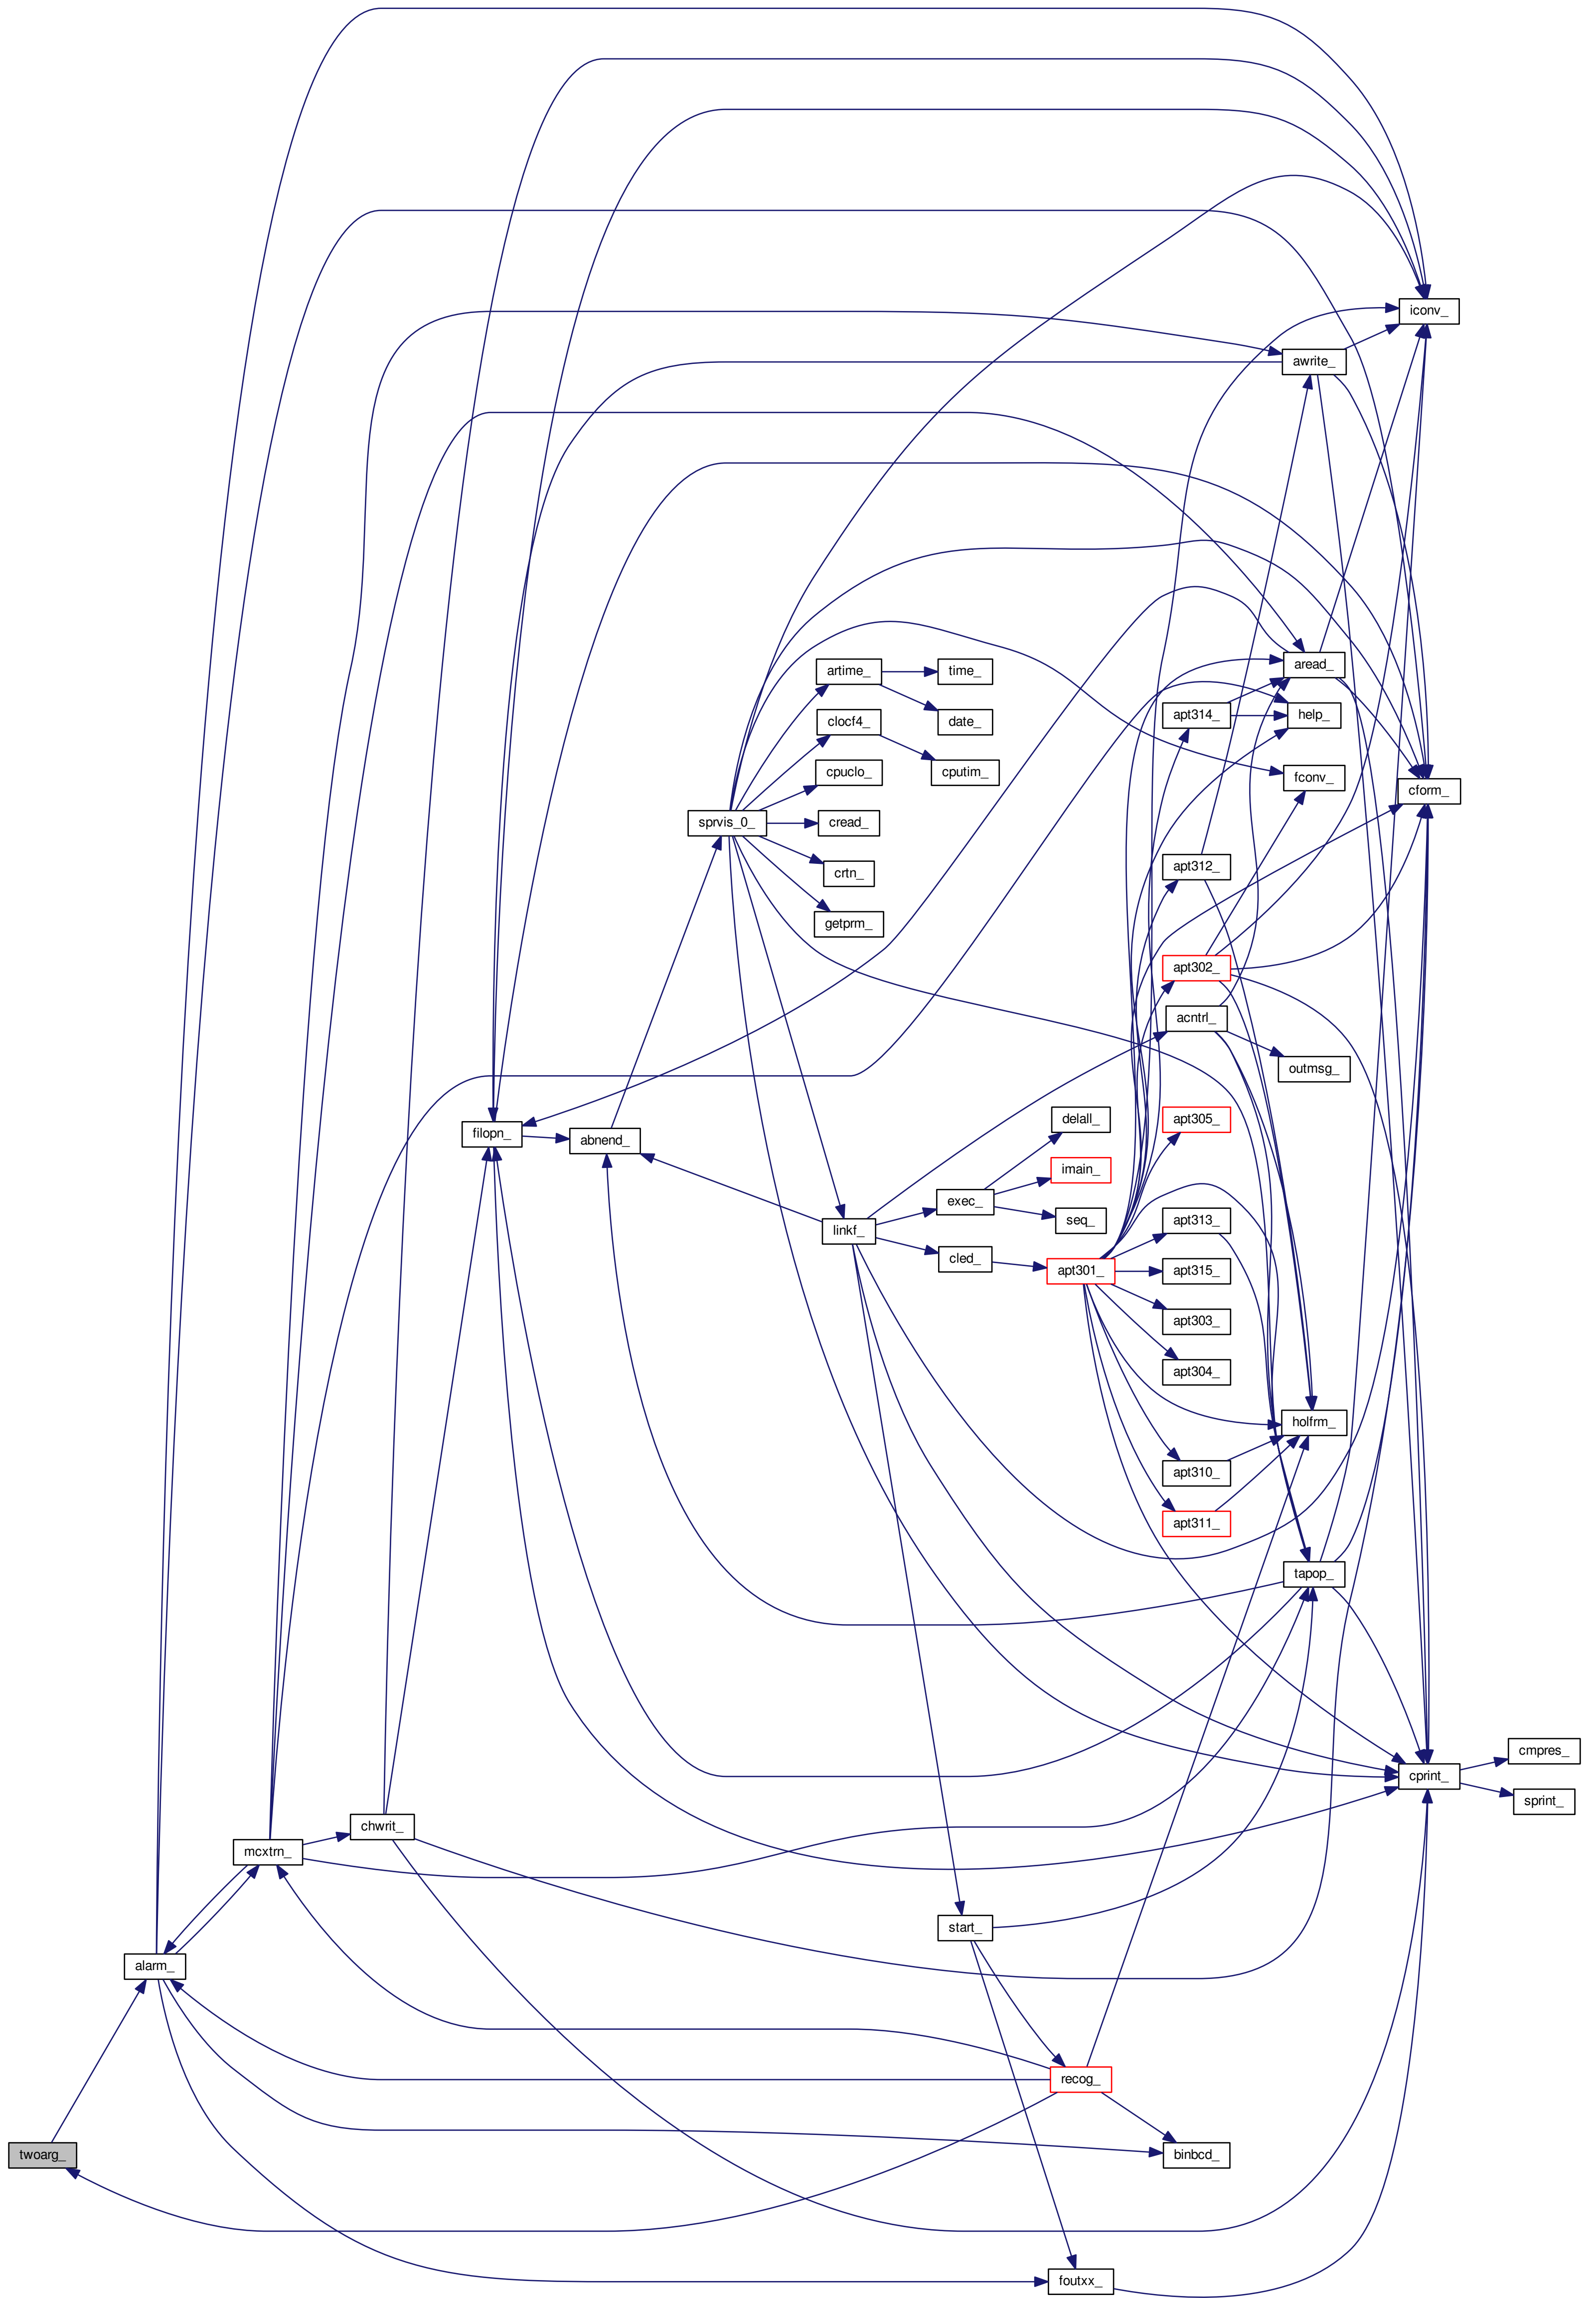 iconv_
awrite_
aread_
artime_
time_
help_
apt314_
date_
clocf4_
cpuclo_
cputim_
fconv_
cform_
sprvis_0_
cread_
apt312_
crtn_
getprm_
apt302_
acntrl_
outmsg_
filopn_
abnend_
delall_
apt305_
imain_
exec_
seq_
linkf_
apt313_
cled_
apt301_
apt315_
apt303_
apt304_
holfrm_
apt310_
apt311_
tapop_
cmpres_
cprint_
sprint_
chwrit_
mcxtrn_
start_
alarm_
recog_
twoarg_
binbcd_
foutxx_